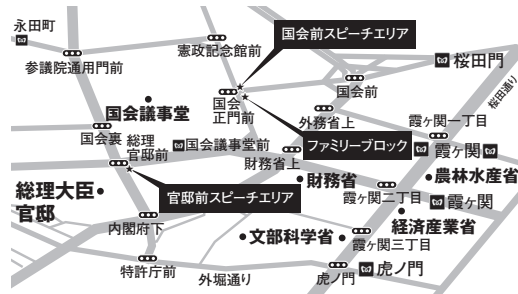 永田町
参議院通用門前
憲政記念館前
国会前スピーチエリア
桜田門
桜田通り
国会前
国会議事堂
国会
正門前
外務省上
霞ヶ関一丁目
国会裏
総理
官邸前
国会議事堂前
ファミリーブロック
霞ヶ関
財務省上
総理大臣
官邸
官邸前スピーチエリア
財務省
農林水産省
霞ヶ関二丁目
霞ヶ関
経済産業省
内閣府下
文部科学省
霞ヶ関三丁目
特許庁前
外堀通り
虎ノ門
虎ノ門